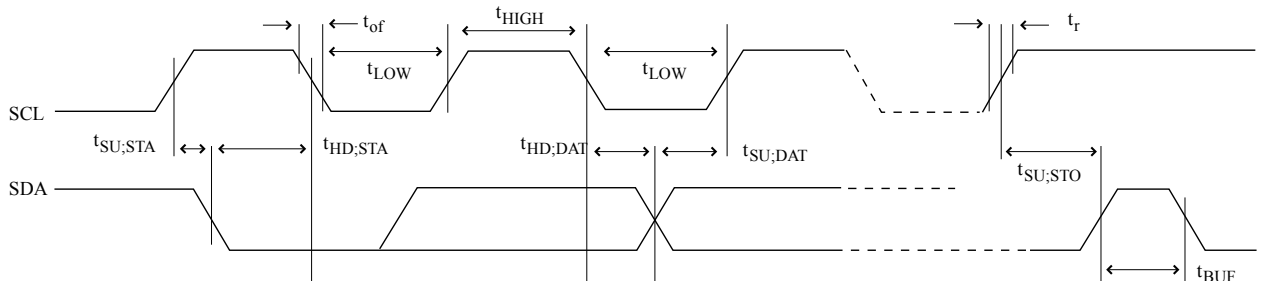 t_of
t_HIGH
t_r
t_LOW
t_LOW
SCL
t_SU;STA
t_HD;STA
t_HD;DAT
t_SU;DAT
t_SU;STO
SDA
t_BUF